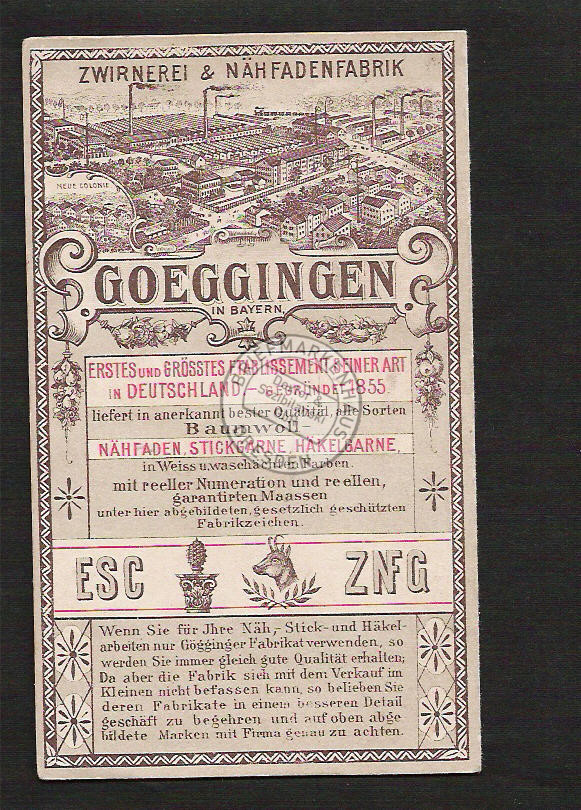 ZWIRNEREI & NÄHFADENFABRIK
NEUE COLONIE
GOEGGINGEN
IN BAYERN,
ERSTES UND GRÖSSTES ETABLISSEMENT SEINER ART
IN DEUTSCHLAND, GEGRÜNDET 1855.
liefert in anerkannt bester Qualität, alle Sorten
Baumwoll-
NÄHFADEN, STICKGARNE, HÄKELGARNE,
in Weiss u. waschächten Farben.
mit reeller Numeration und reellen,
garantirten Maassen
unter hier abgebildeten, gesetzlich geschützten
Fabrikzeichen.
ESC ZNFG
Wenn Sie für Jhre Näh,- Stick- und Häkel-
arbeiten nur Gögginger Fabrikat verwenden, so
werden Sie immer gleich gute Qualität erhalten;
Da aber die Fabrik sich mit dem Verkauf im
Kleinen nicht befassen kann, so belieben Sie
deren Fabrikate in einem besseren Detail
geschäft zu begehren und auf oben abge
bildete Marken mit Firma genau zu achten.
BRIEFMARKENHAUS
DRESDEN